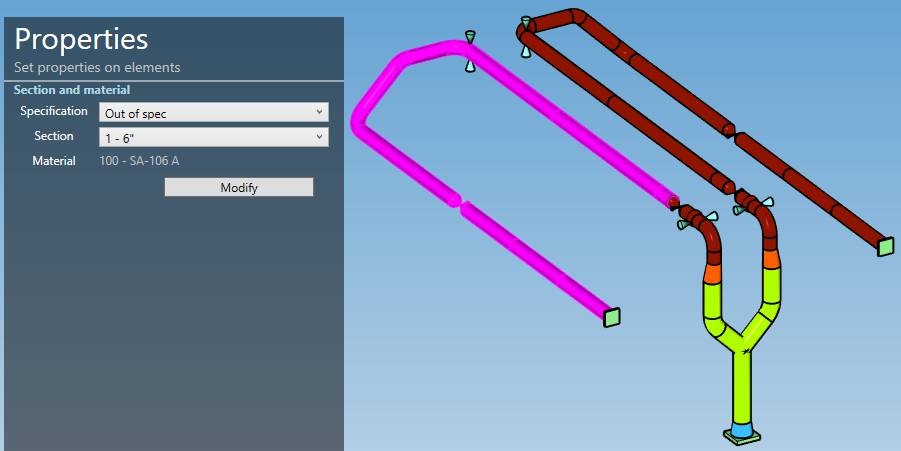 Properties
Set properties on elements
Section and material
Specification Out of spec
Section 1 - 6"
Material 100 - SA-106 A
Modify